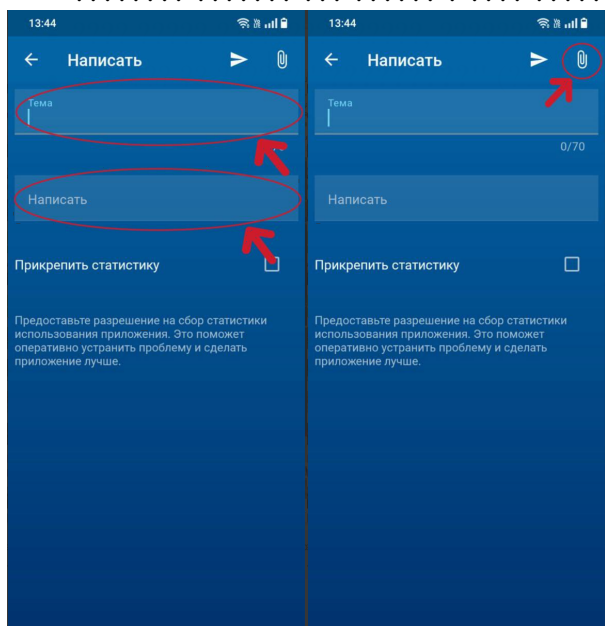 13:44
Написать
Тема
Написать
Прикрепить статистику
Предоставьте разрешение на сбор статистики
использования приложения. Это поможет
оперативно устранить проблему и сделать
приложение лучше.
13:44
Написать
Тема
0/70
Написать
Прикрепить статистику
Предоставьте разрешение на сбор статистики
использования приложения. Это поможет
оперативно устранить проблему и сделать
приложение лучше.